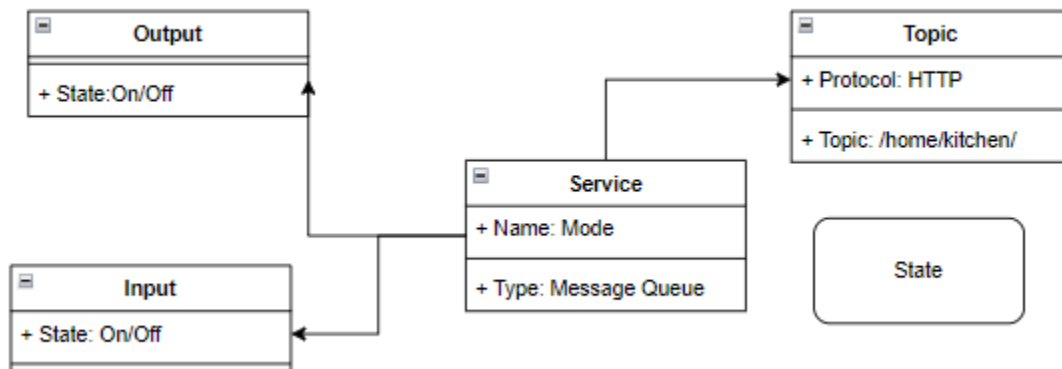 Output
+ State:On/Off
Topic
+ Protocol: HTTP
+ Topic: /home/kitchen/
Service
+ Name: Mode
+ Type: Message Queue
State
Input
+ State: On/Off